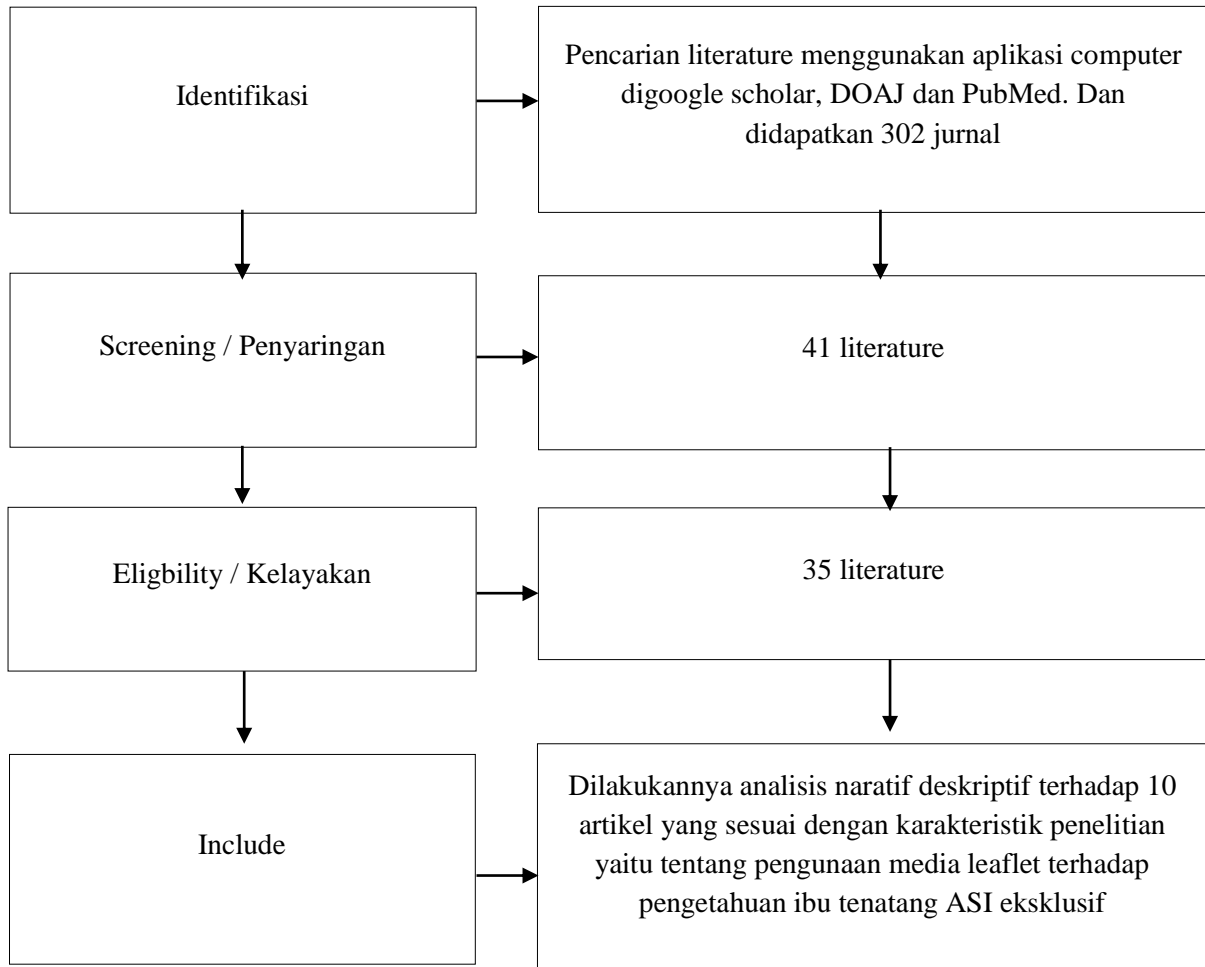 Identifikasi
Pencarian literature menggunakan aplikasi computer
digoogle scholar, DOAJ dan PubMed. Dan
didapatkan 302 jurnal
Screening / Penyaringan
41 literature
Eligbility / Kelayakan
35 literature
Include
Dilakukannya analisis naratif deskriptif terhadap 10
artikel yang sesuai dengan karakteristik penelitian
yaitu tentang pengunaan media leaflet terhadap
pengetahuan ibu tenatang ASI eksklusif